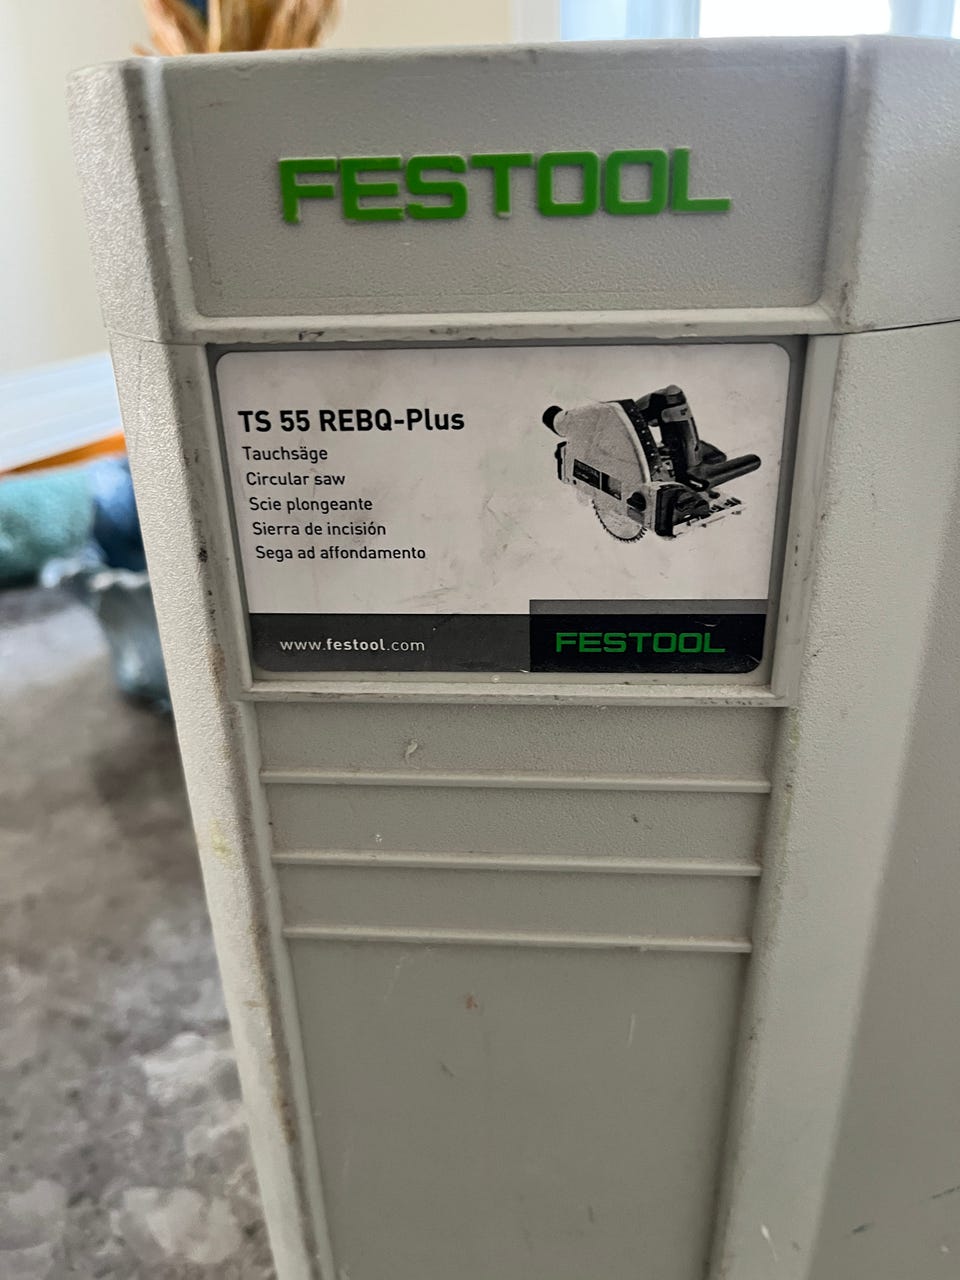 FESTOOL
TS 55 REBQ-Plus
Tauchsäge
Circular saw
Scie plongeante
Sierra de incisión
Sega ad affondamento
www.festool.com
FESTOOL
FESTOOL